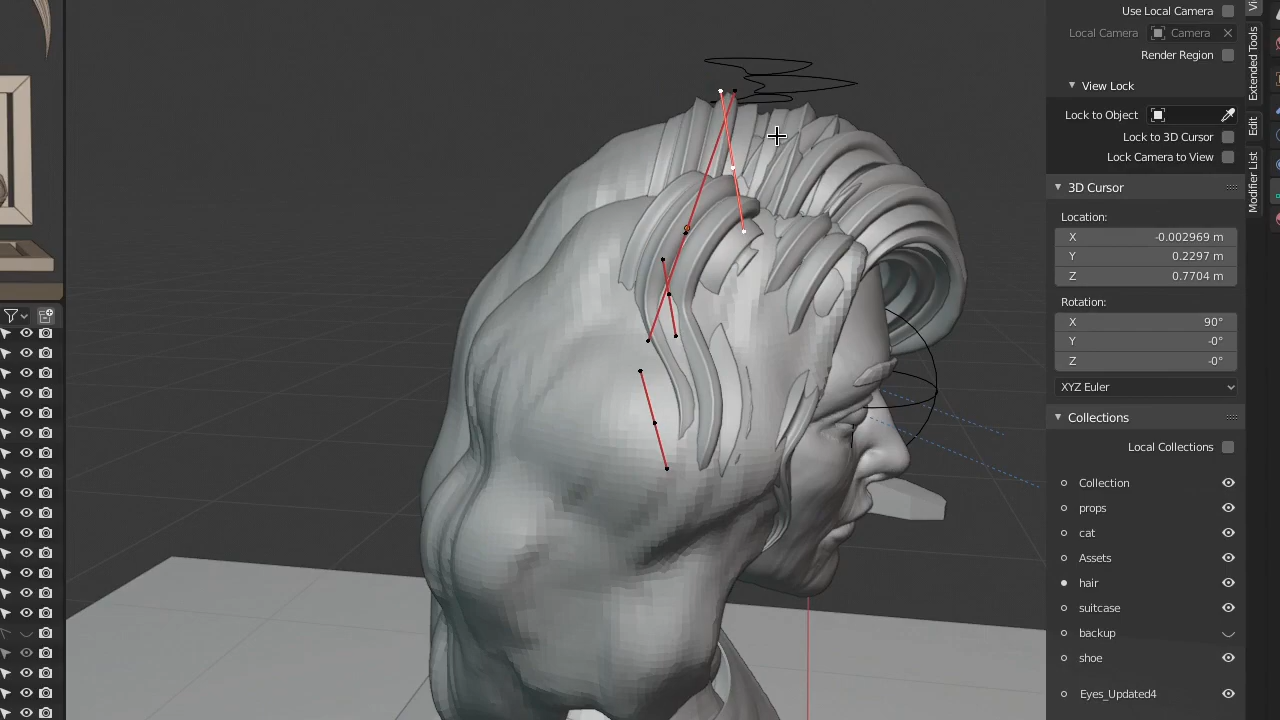 Use Local Camera
Local Camera Camera
Render Region
View Lock
Lock to Object
Lock to 3D Cursor
Lock Camera to View
3D Cursor
Location:
X -0.002969 m
Y 0.2297 m
Z 0.7704 m
Rotation:
X 90°
Y -0°
Z -0°
XYZ Euler
Collections
Local Collections
Collection
props
cat
Assets
hair
suitcase
backup
shoe
Eyes_Updated4
Vi
Extended Tools
Edit
Modifier List